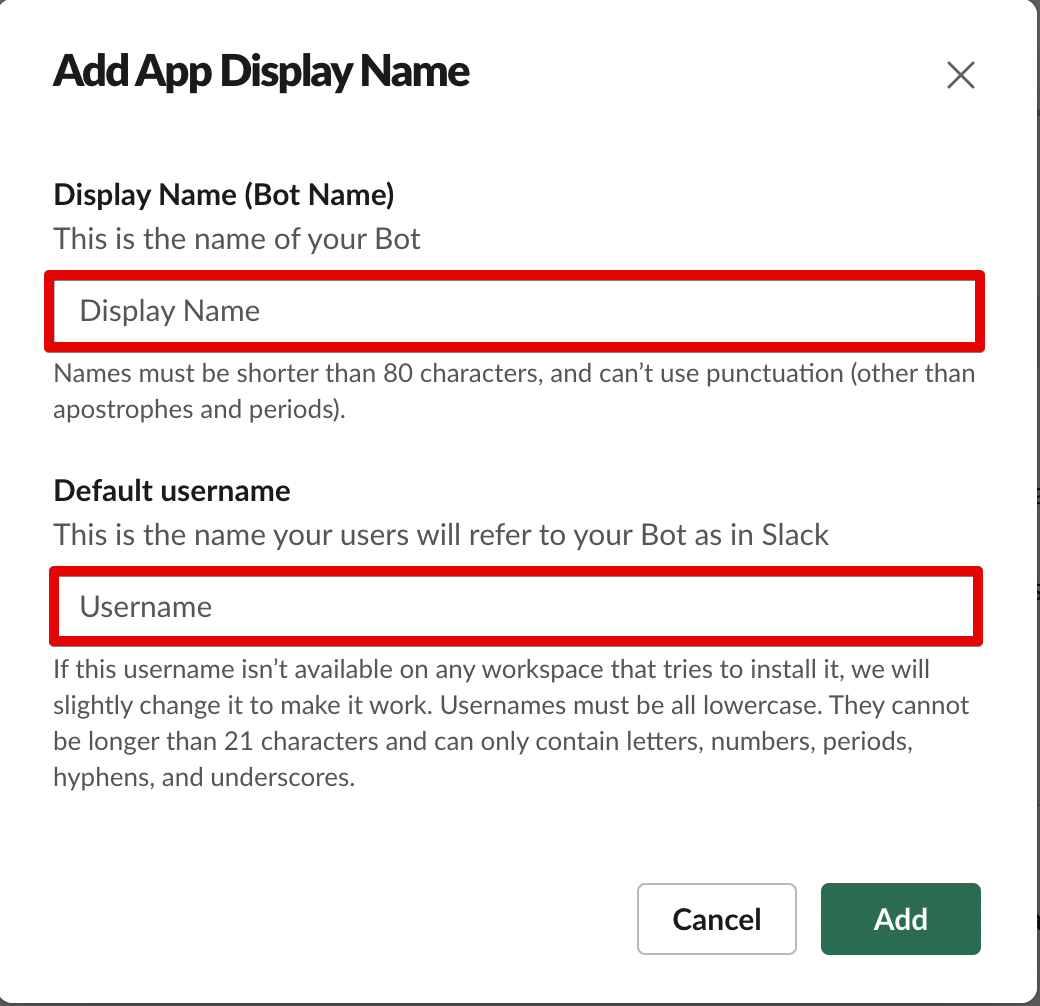 Add App Display Name
Display Name (Bot Name)
This is the name of your Bot
Display Name
Names must be shorter than 80 characters, and can’t use punctuation (other than
apostrophes and periods).
Default username
This is the name your users will refer to your Bot as in Slack
Username
If this username isn’t available on any workspace that tries to install it, we will
slightly change it to make it work. Usernames must be all lowercase. They cannot
be longer than 21 characters and can only contain letters, numbers, periods,
hyphens, and underscores.
Cancel
Add